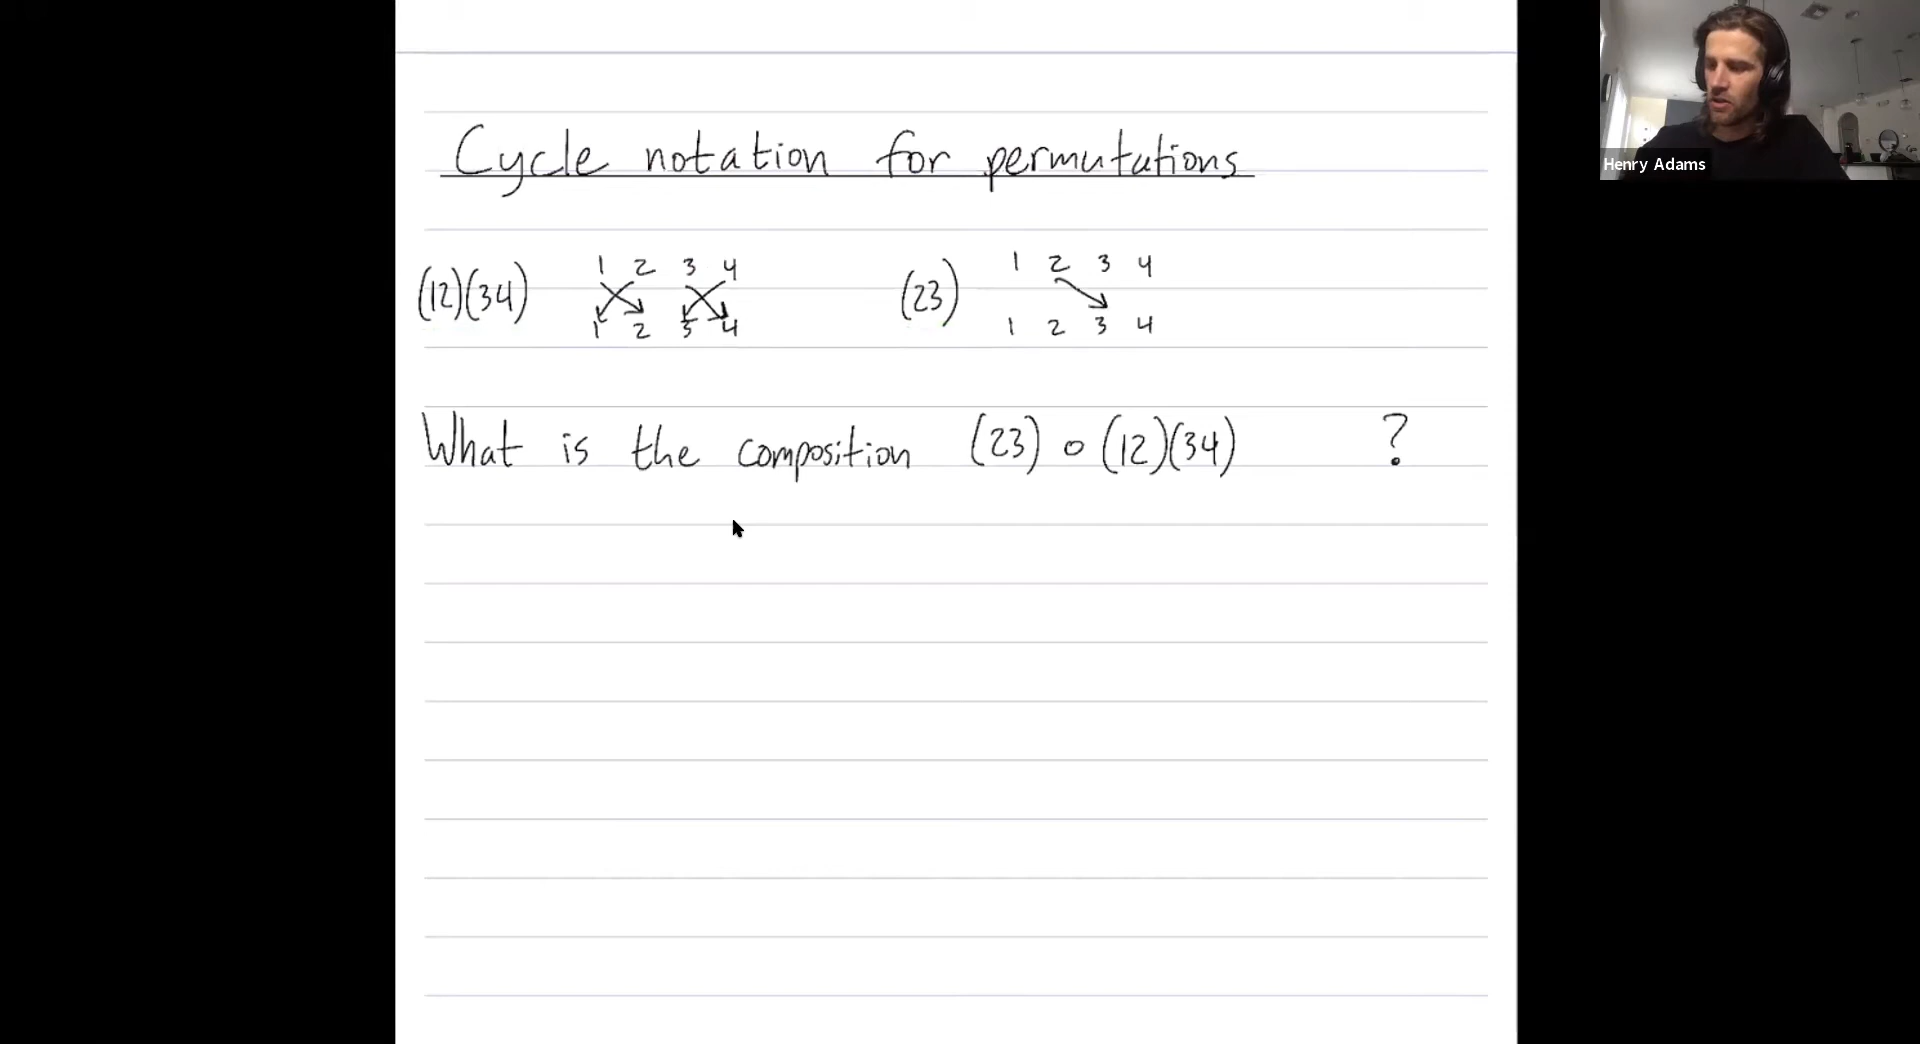 Henry Adams
Cycle notation for permutations
(12)(34) 1 2 3 4 (23) 1 2 3 4
1 2 3 4 1 2 3 4
What is the composition (23) ∘ (12)(34) ?